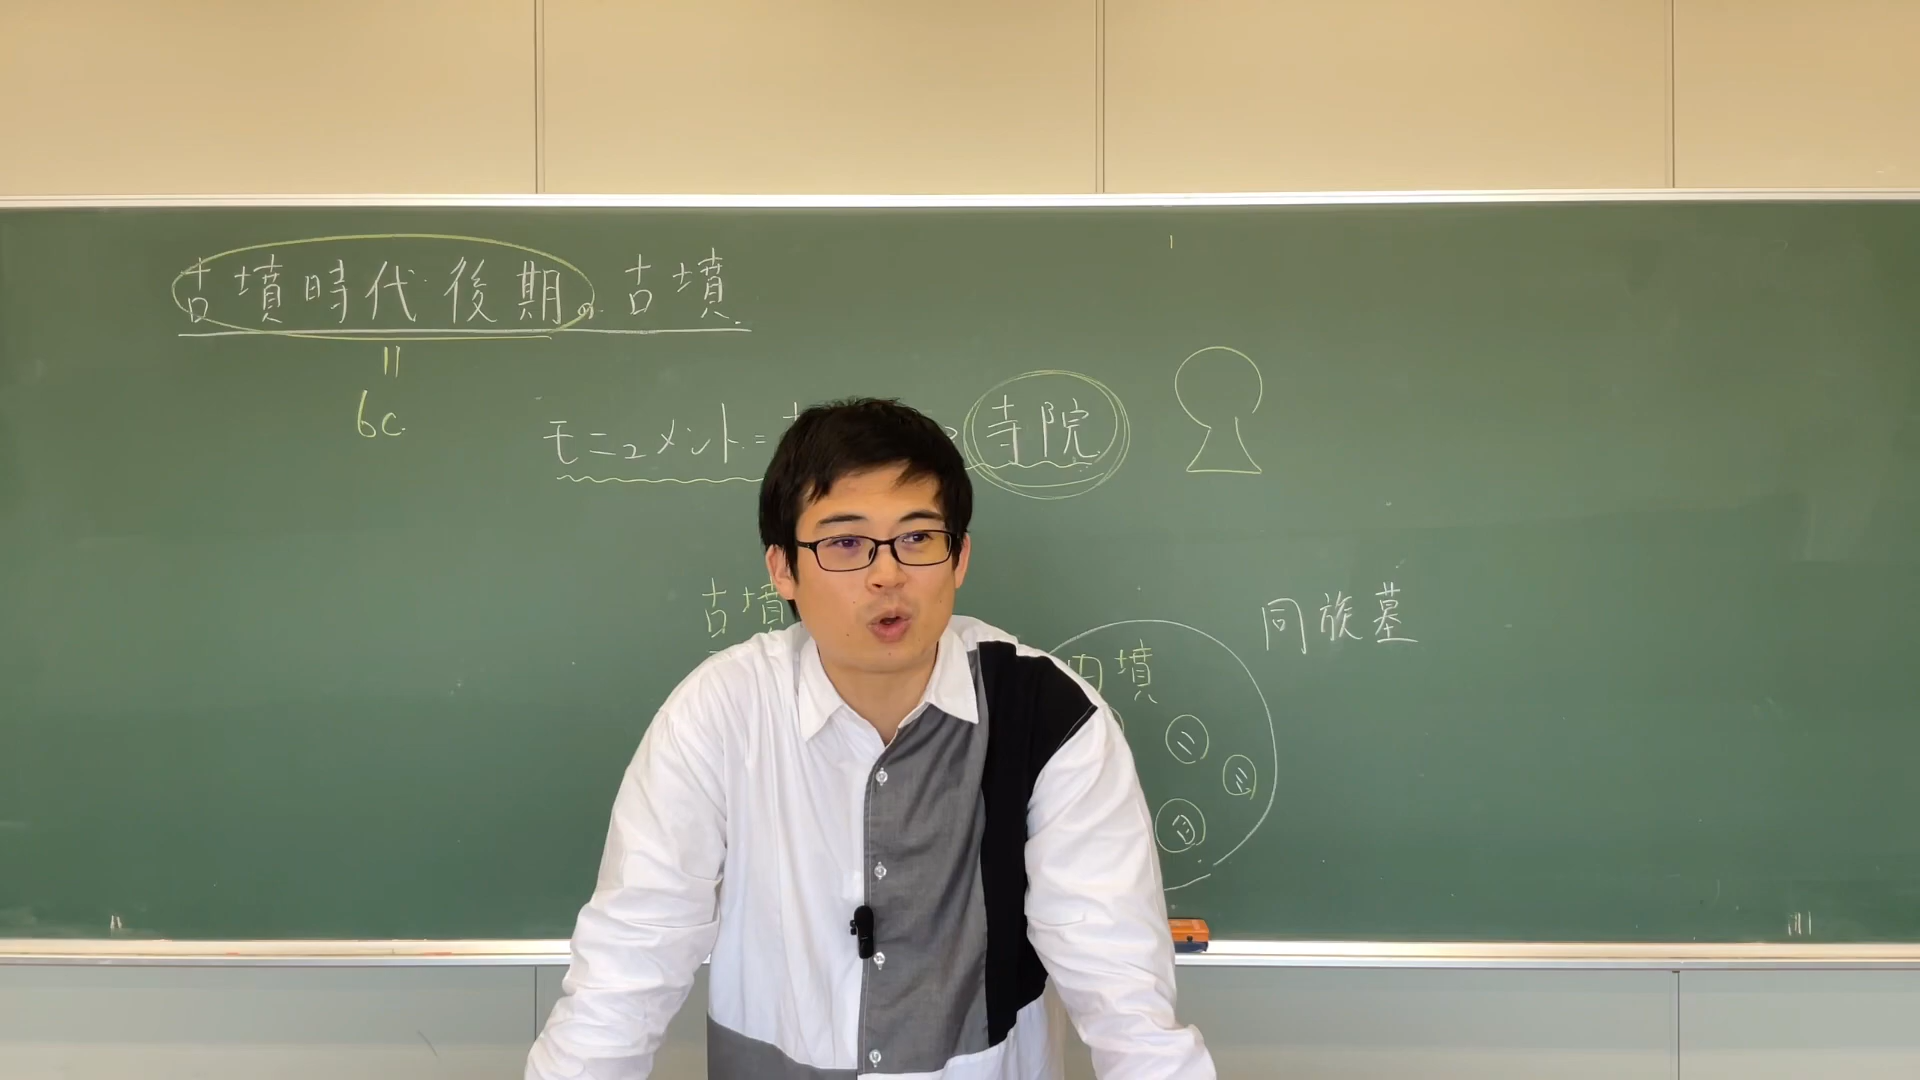 古墳時代後期の古墳
=
6c.
モニュメント=
寺院
古墳
円墳
同族墓